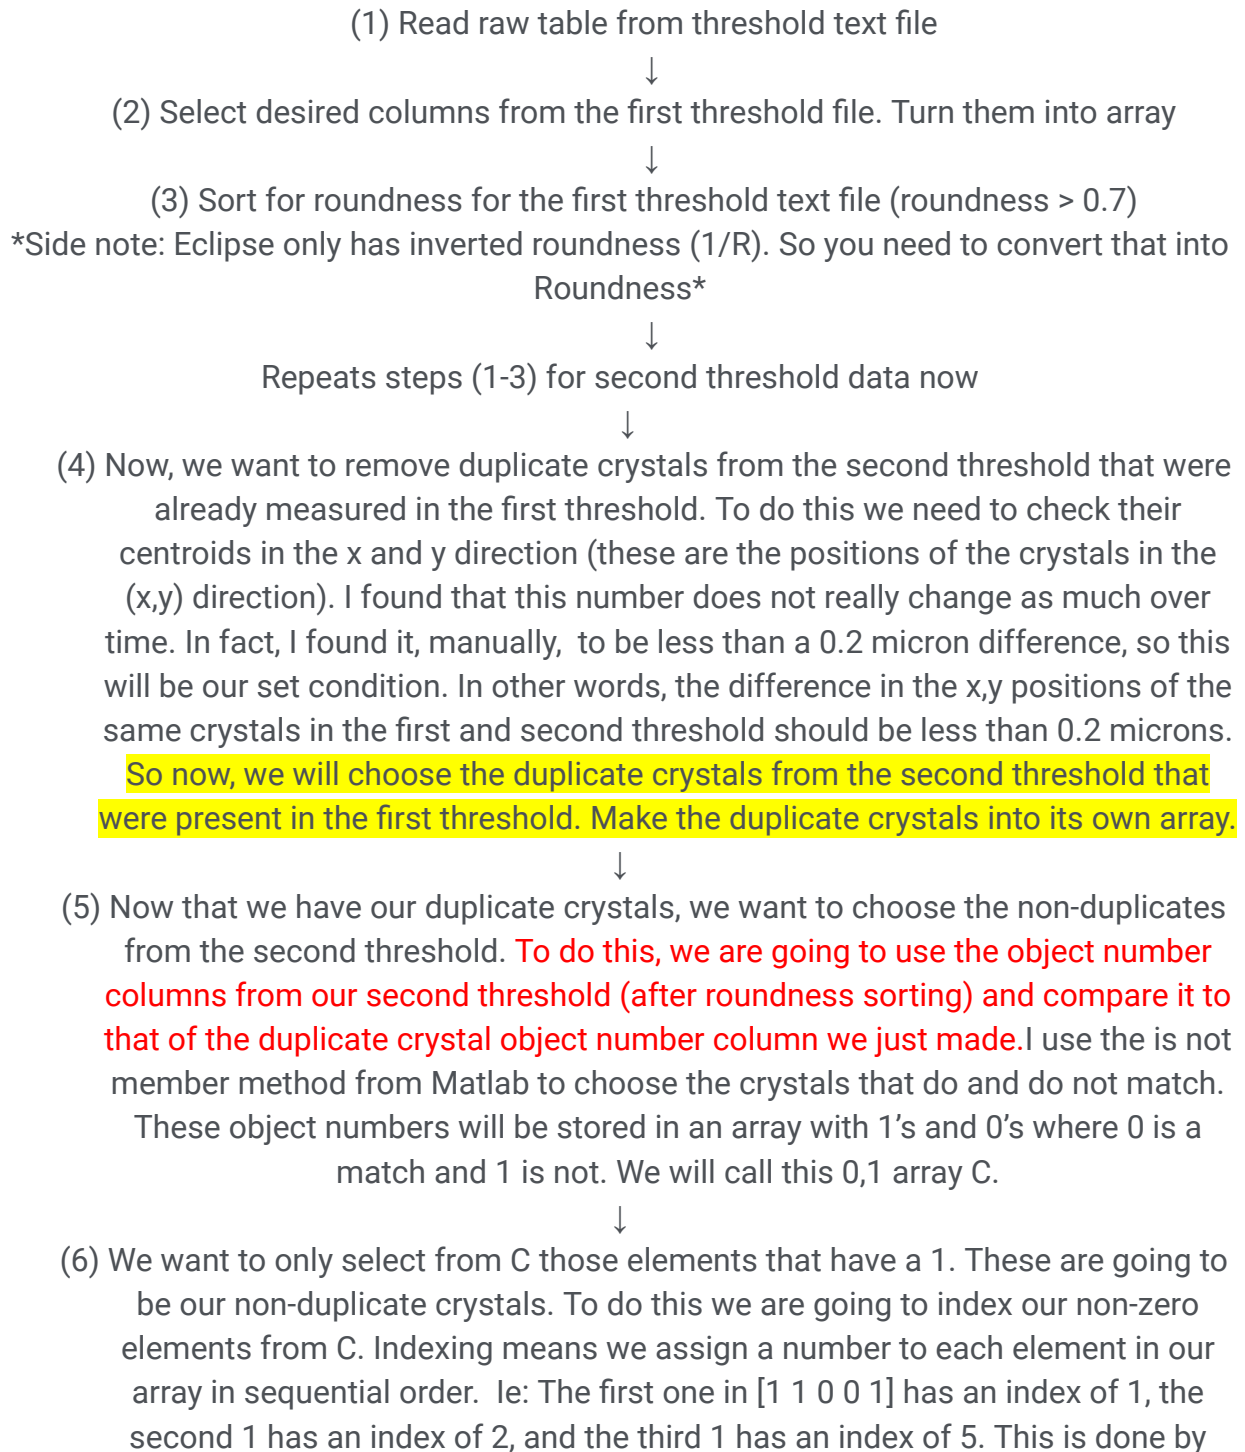 (1) Read raw table from threshold text file
↓
(2) Select desired columns from the first threshold file. Turn them into array
↓
(3) Sort for roundness for the first threshold text file (roundness > 0.7)
*Side note: Eclipse only has inverted roundness (1/R). So you need to convert that into
Roundness*
↓
Repeats steps (1-3) for second threshold data now
↓
(4) Now, we want to remove duplicate crystals from the second threshold that were
already measured in the first threshold. To do this we need to check their
centroids in the x and y direction (these are the positions of the crystals in the
(x,y) direction). I found that this number does not really change as much over
time. In fact, I found it, manually,  to be less than a 0.2 micron difference, so this
will be our set condition. In other words, the difference in the x,y positions of the
same crystals in the first and second threshold should be less than 0.2 microns.
So now, we will choose the duplicate crystals from the second threshold that
were present in the first threshold. Make the duplicate crystals into its own array.
↓
(5) Now that we have our duplicate crystals, we want to choose the non-duplicates
from the second threshold. To do this, we are going to use the object number
columns from our second threshold (after roundness sorting) and compare it to
that of the duplicate crystal object number column we just made.I use the is not
member method from Matlab to choose the crystals that do and do not match.
These object numbers will be stored in an array with 1’s and 0’s where 0 is a
match and 1 is not. We will call this 0,1 array C.
↓
(6) We want to only select from C those elements that have a 1. These are going to
be our non-duplicate crystals. To do this we are going to index our non-zero
elements from C. Indexing means we assign a number to each element in our
array in sequential order.  Ie: The first one in [1 1 0 0 1] has an index of 1, the
second 1 has an index of 2, and the third 1 has an index of 5. This is done by